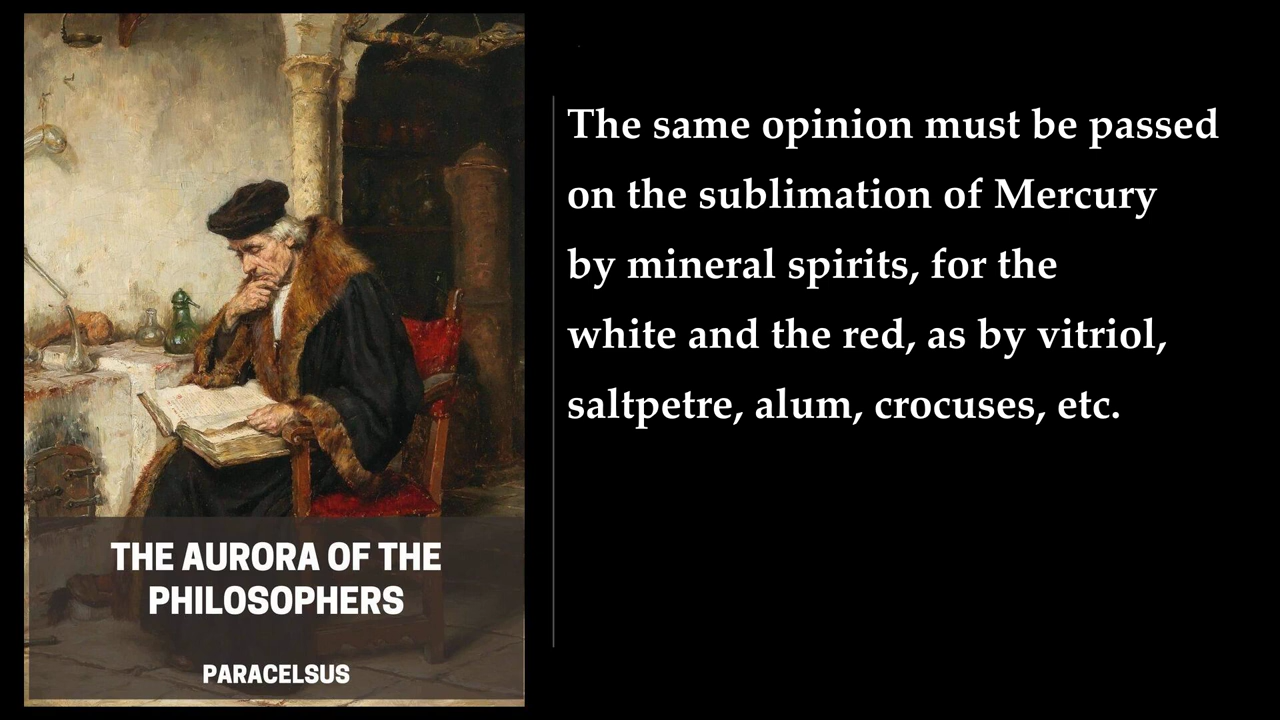 The same opinion must be passed
on the sublimation of Mercury
by mineral spirits, for the
white and the red, as by vitriol,
saltpetre, alum, crocuses, etc.
THE AURORA OF THE
PHILOSOPHERS
PARACELSUS